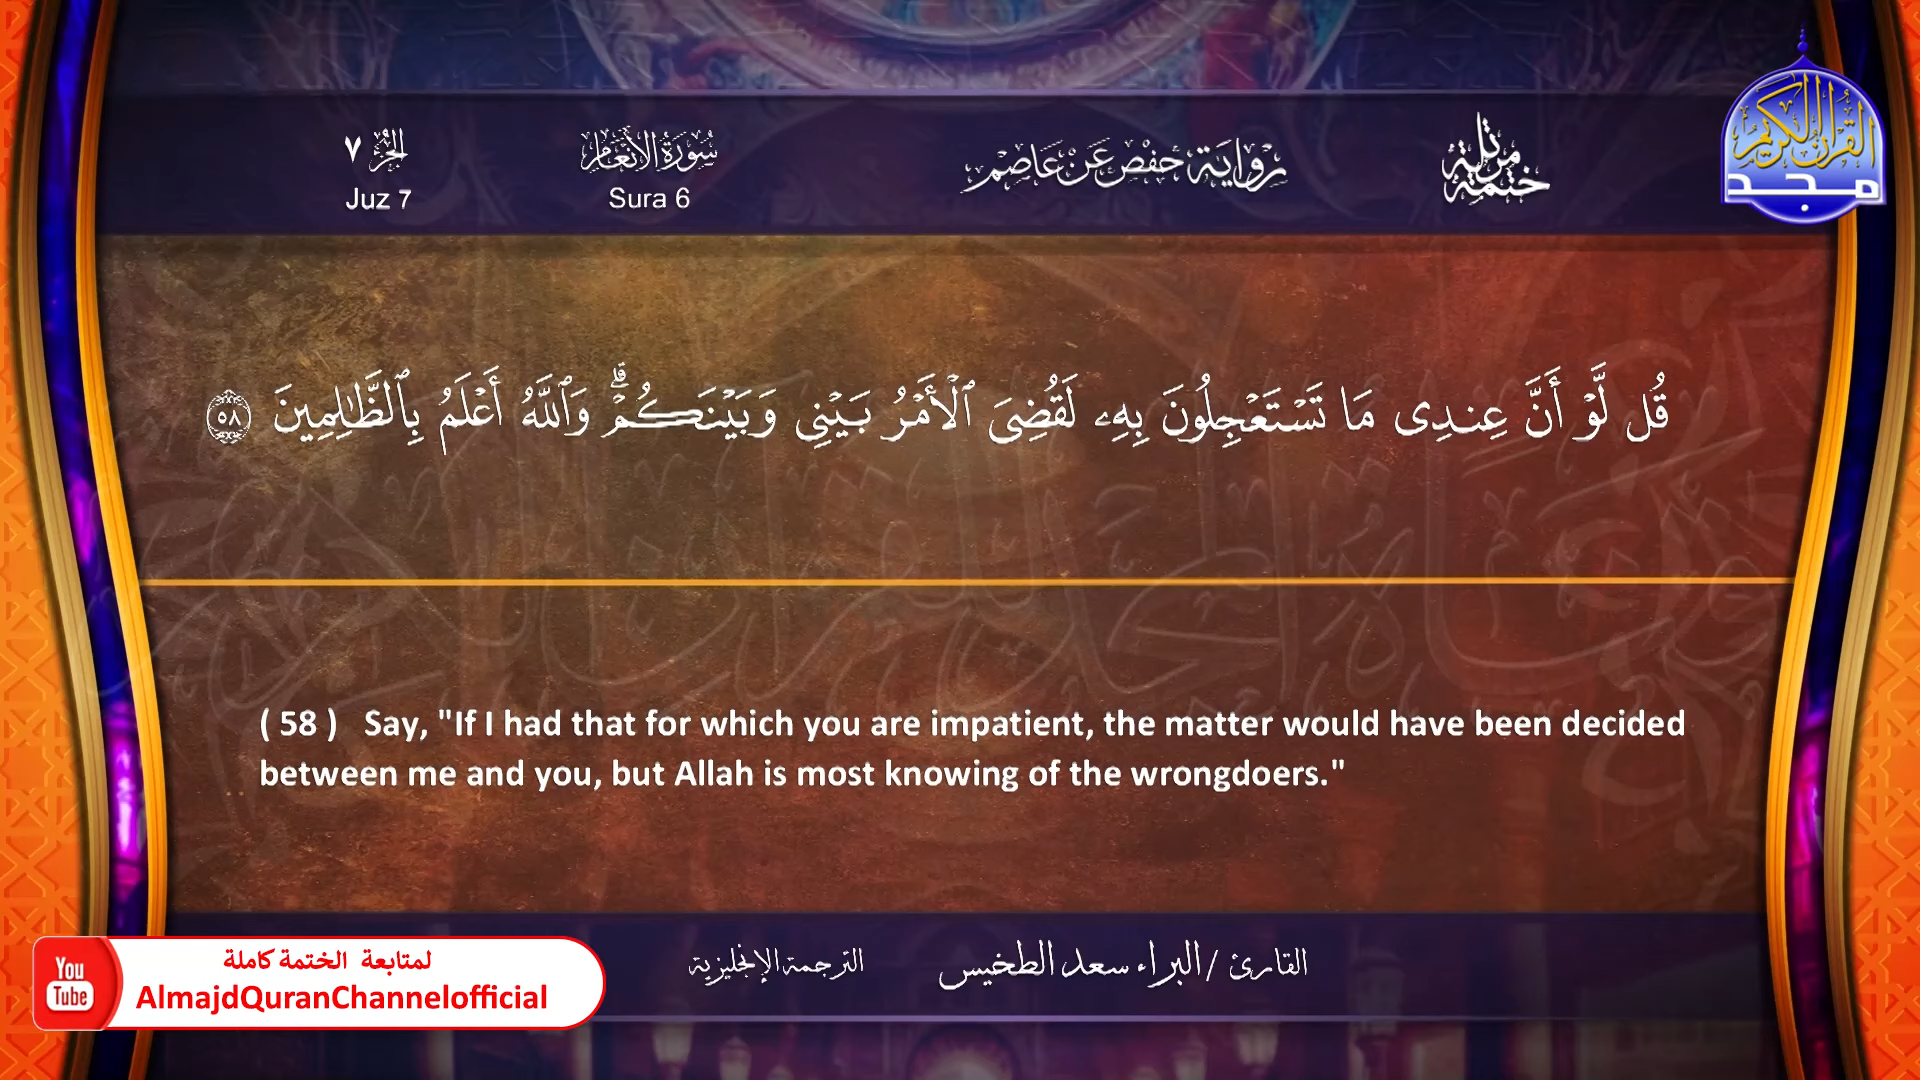 الجزء ٧
Juz 7
سورة الأنعام
Sura 6
رواية حفص عن عاصم
ختمة مرتلة
القرآن الكريم
مجد
قُل لَّوْ أَنَّ عِندِى مَا تَسْتَعْجِلُونَ بِهِۦ لَقُضِىَ ٱلْأَمْرُ بَيْنِى وَبَيْنَكُمْ ۗ وَٱللَّهُ أَعْلَمُ بِٱلظَّـٰلِمِينَ ٥٨
( 58 ) Say, "If I had that for which you are impatient, the matter would have been decided
between me and you, but Allah is most knowing of the wrongdoers."
القارئ / البراء سعد الطخيس
الترجمة الإنجليزية
You
Tube
لمتابعة الختمة كاملة
AlmajdQuranChannelofficial